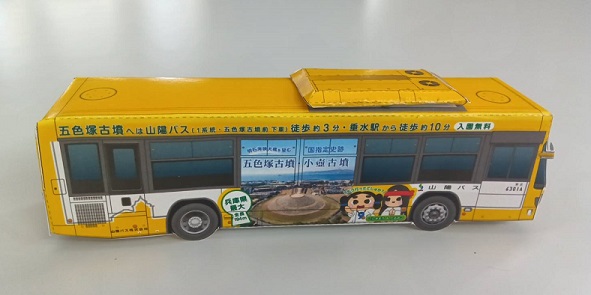 五色塚古墳へは山陽バス(1系統・五色塚古墳前下車)徒歩約3分・垂水駅から徒歩約10分 入園無料
国指定史跡
五色塚古墳・小壺古墳
兵庫県
最大
全長
194m
山陽バス